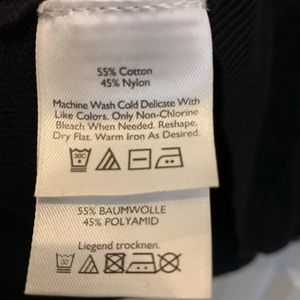 55% Cotton
45% Nylon
Machine Wash Cold Delicate With
Like Colors. Only Non-Chlorine
Bleach When Needed. Reshape.
Dry Flat. Warm Iron As Desired.
30C
55% BAUMWOLLE
45% POLYAMID
Liegend trocknen.
30